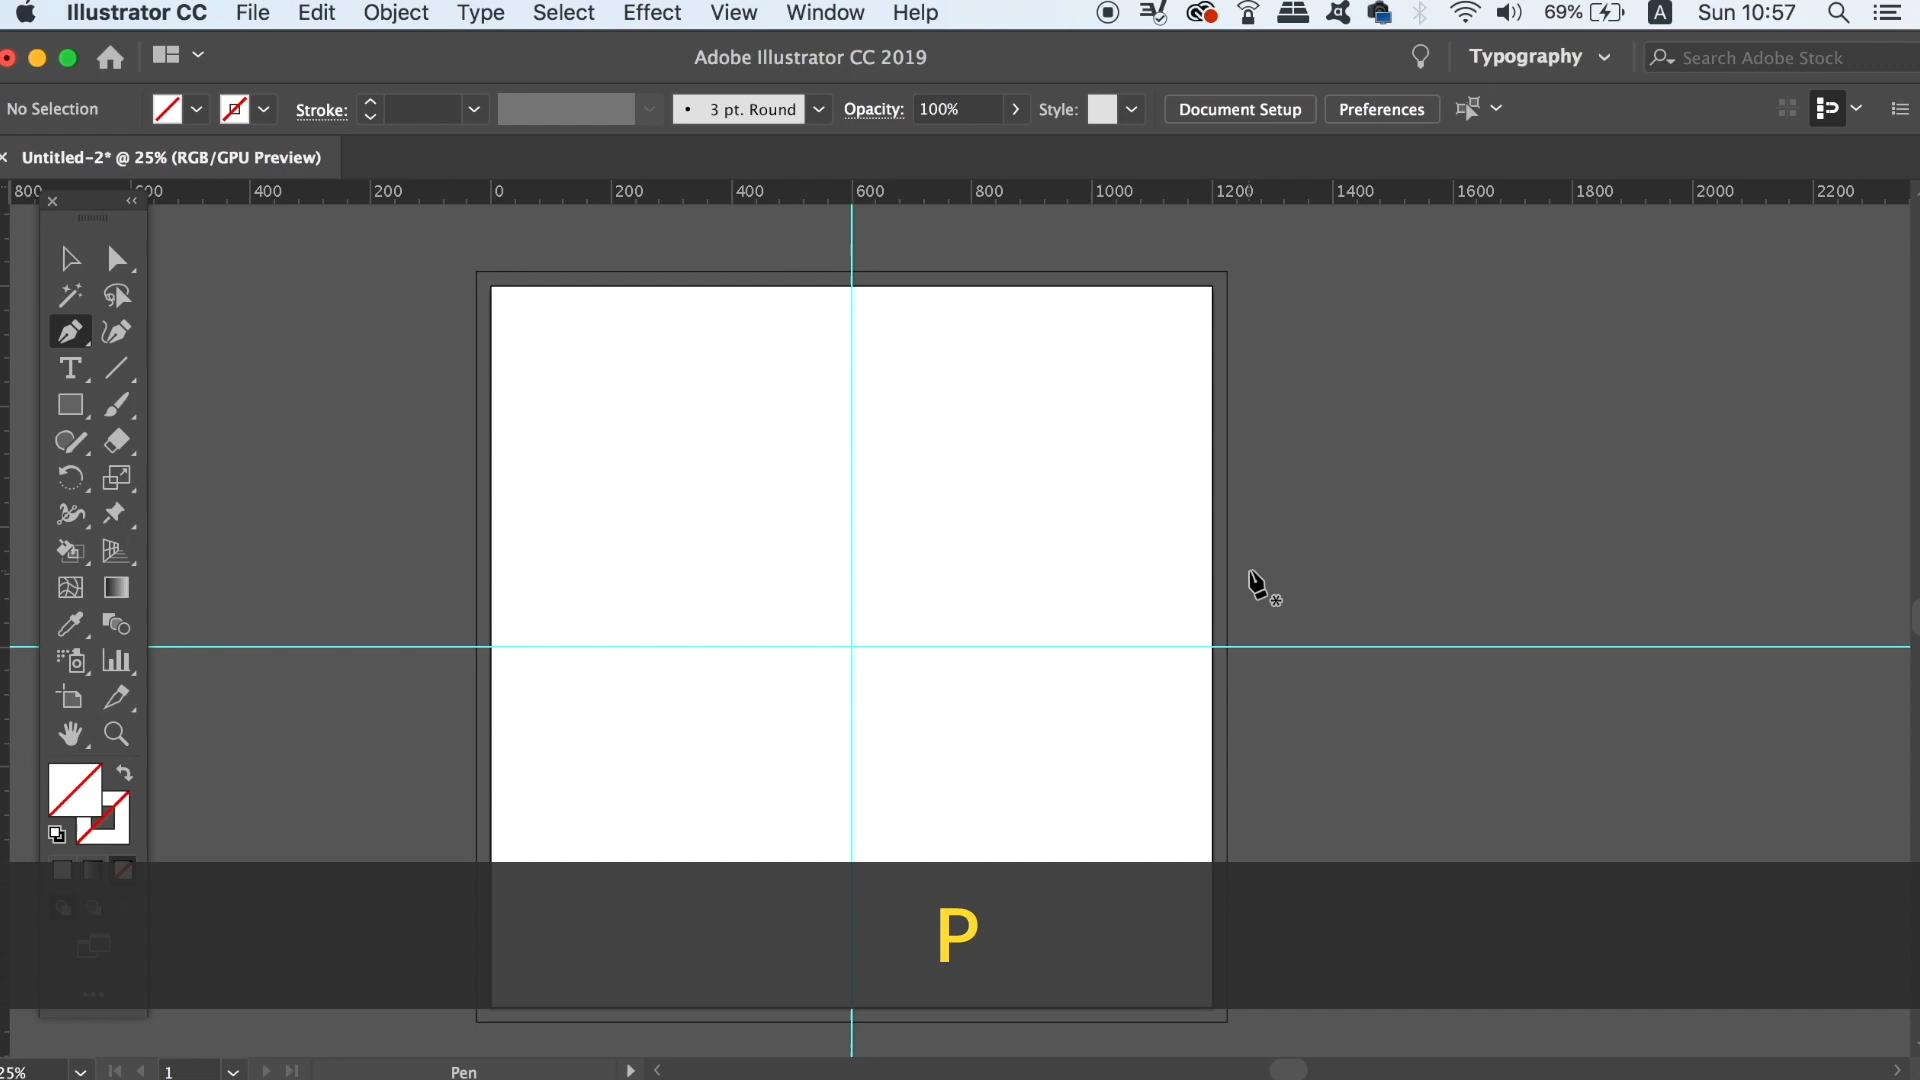 Illustrator CC File Edit Object Type Select Effect View Window Help 69% A Sun 10:57
Adobe Illustrator CC 2019 Typography Search Adobe Stock
No Selection Stroke: 3 pt. Round Opacity: 100% Style: Document Setup Preferences
× Untitled-2* @ 25% (RGB/GPU Preview)
800 400 200 0 200 400 600 800 1000 1200 1400 1600 1800 2000 2200
P
25% 1 Pen